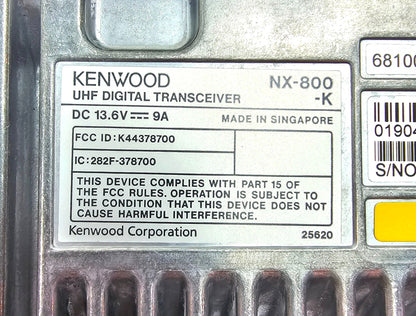 KENWOOD NX-800
UHF DIGITAL TRANSCEIVER -K
DC 13.6V ⎓ 9A MADE IN SINGAPORE
FCC ID: K44378700
IC: 282F-378700
THIS DEVICE COMPLIES WITH PART 15 OF
THE FCC RULES. OPERATION IS SUBJECT TO
THE CONDITION THAT THIS DEVICE DOES NOT
CAUSE HARMFUL INTERFERENCE.
Kenwood Corporation 25620
68100
01904
S/NO